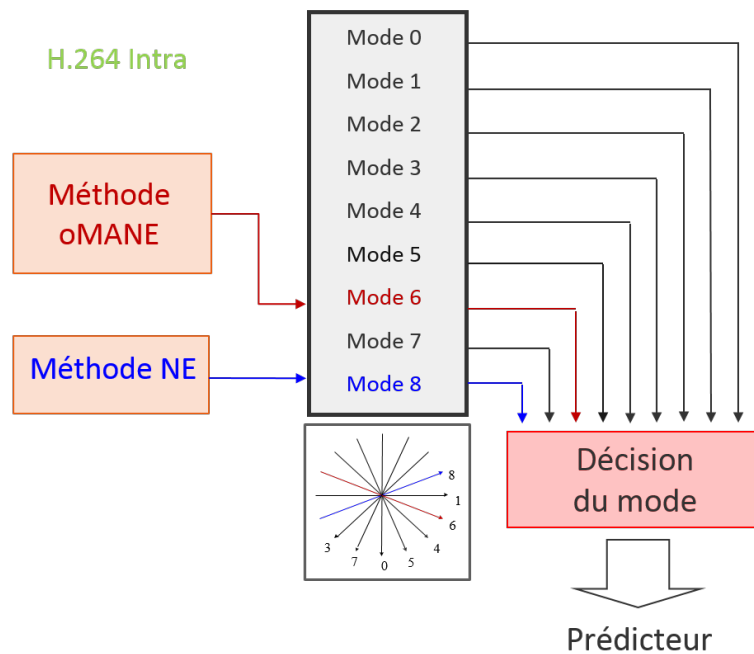 H.264 Intra
Mode 0
Mode 1
Mode 2
Mode 3
Mode 4
Mode 5
Mode 6
Mode 7
Mode 8
Méthode
oMANE
Méthode NE
8
1
6
3
4
7
0
5
Décision
du mode
Prédicteur